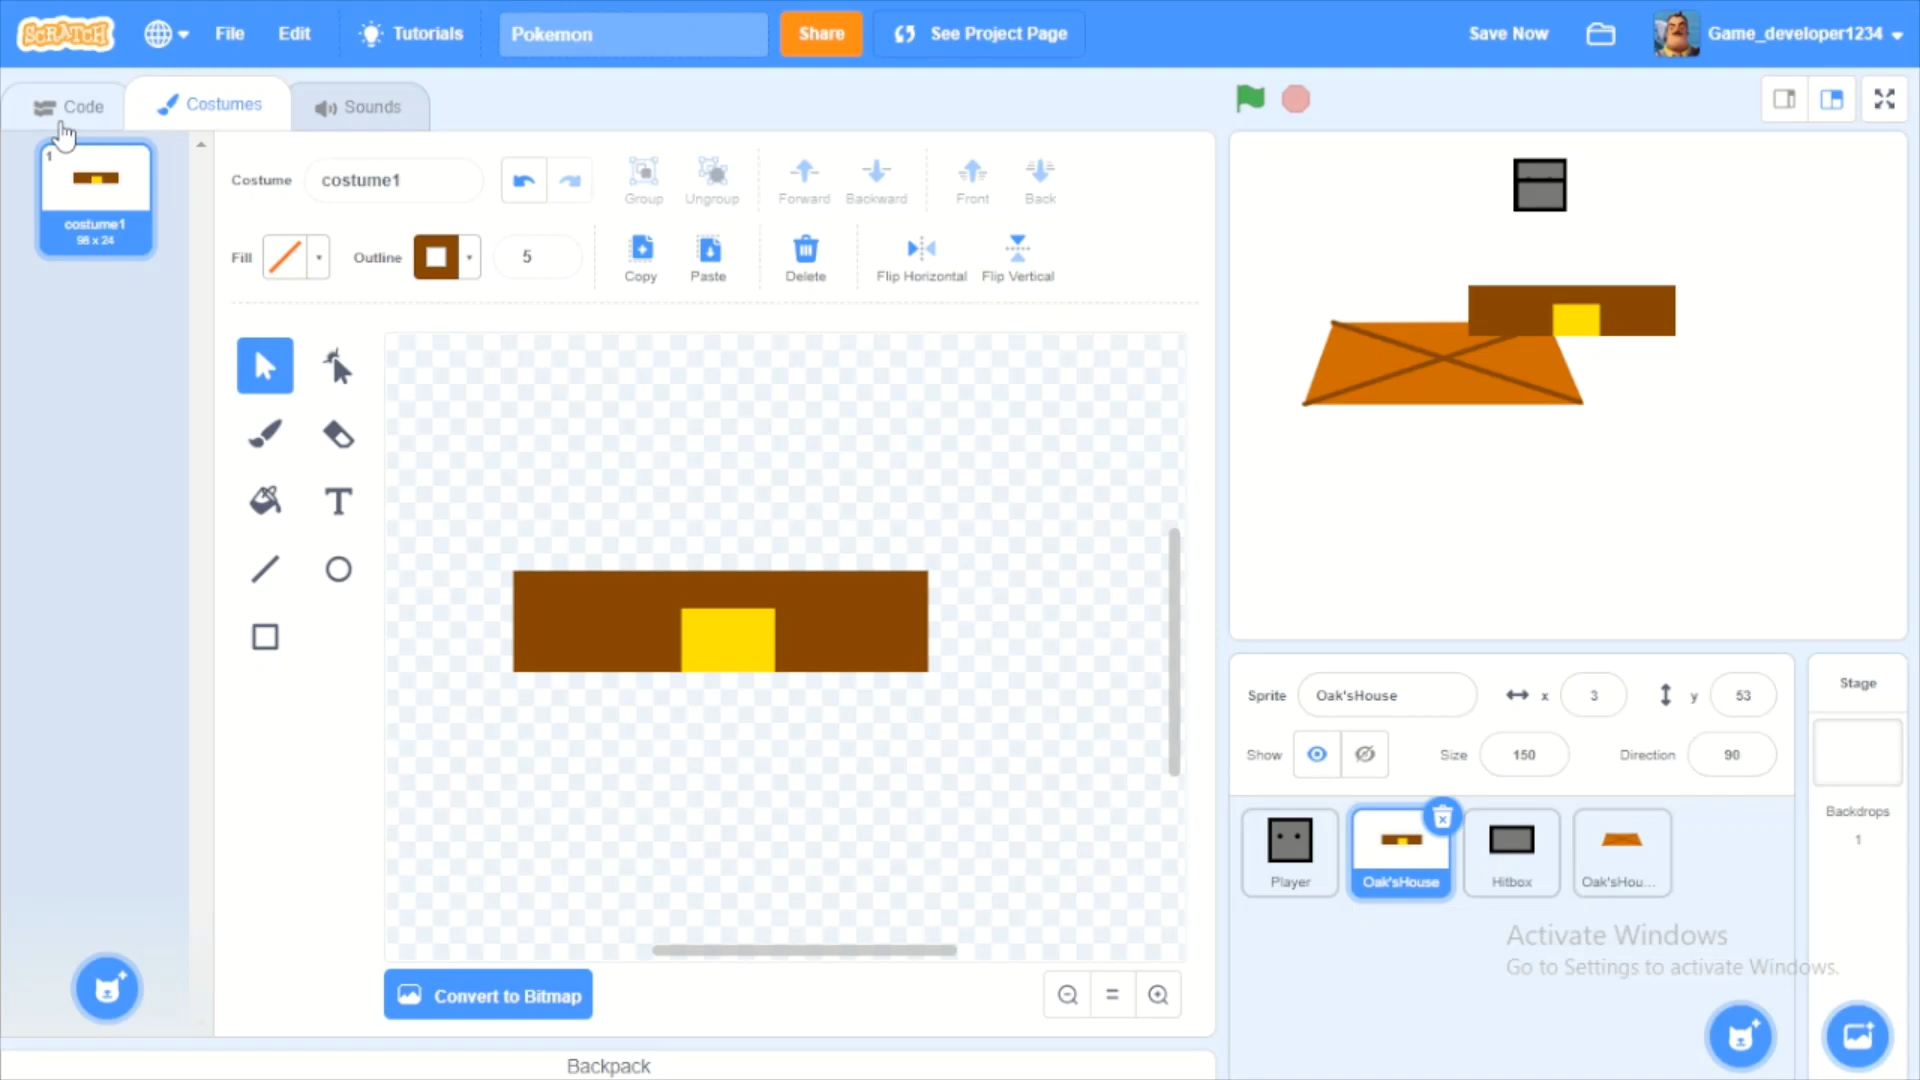 SCRATCH
File
Edit
Tutorials
Pokemon
Share
See Project Page
Save Now
Game_developer1234
Code
Costumes
Sounds
1
costume1
98 x 24
Costume
costume1
Group
Ungroup
Forward
Backward
Front
Back
Fill
Outline
5
Copy
Paste
Delete
Flip Horizontal
Flip Vertical
T
Convert to Bitmap
Backpack
Sprite
Oak'sHouse
x
3
y
53
Show
Size
150
Direction
90
Stage
Backdrops
1
Player
Oak'sHouse
Hitbox
Oak'sHou...
Activate Windows
Go to Settings to activate Windows.